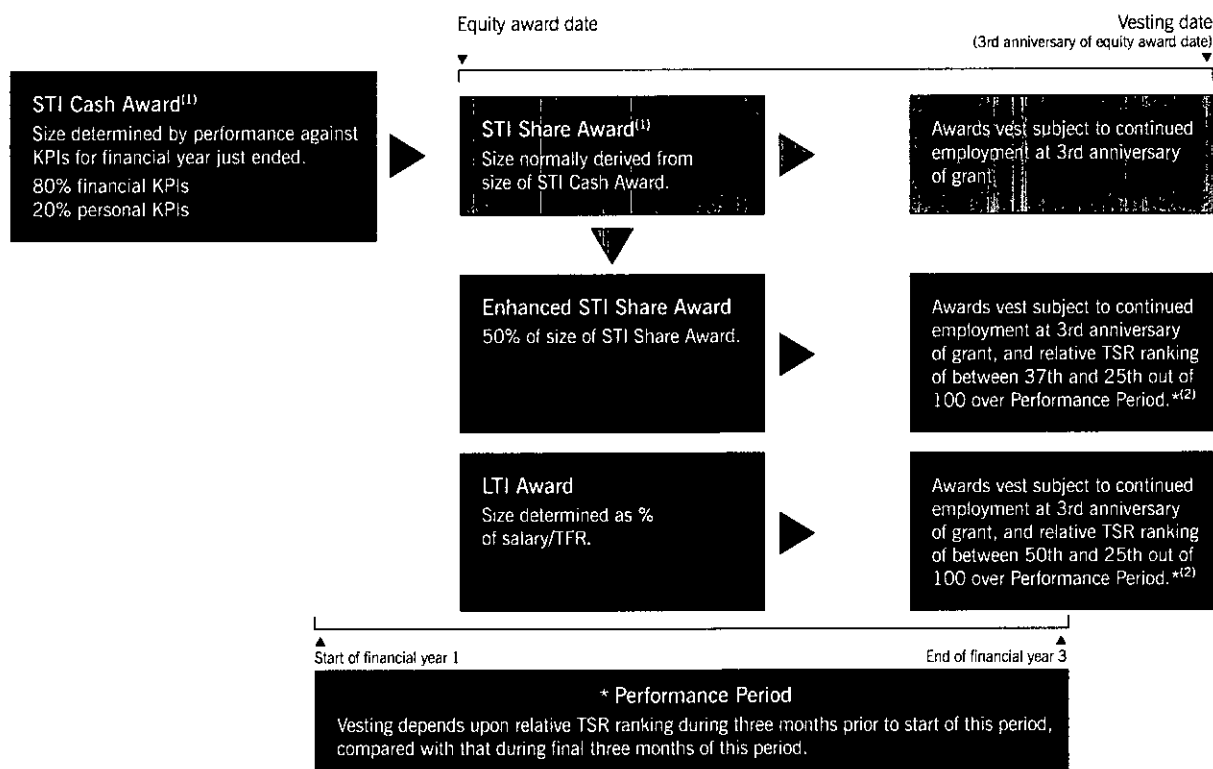 Equity award date
Vesting date
(3rd anniversary of equity award date)
STI Cash Award(1)
Size determined by performance against
KPIs for financial year just ended.
80% financial KPIs
20% personal KPIs
STI Share Award(1)
Size normally derived from
size of STI Cash Award.
Awards vest subject to continued
employment at 3rd anniversary
of grant
Enhanced STI Share Award
50% of size of STI Share Award.
Awards vest subject to continued
employment at 3rd anniversary
of grant, and relative TSR ranking
of between 37th and 25th out of
100 over Performance Period.*(2)
LTI Award
Size determined as %
of salary/TFR.
Awards vest subject to continued
employment at 3rd anniversary
of grant, and relative TSR ranking
of between 50th and 25th out of
100 over Performance Period.*(2)
Start of financial year 1
End of financial year 3
* Performance Period
Vesting depends upon relative TSR ranking during three months prior to start of this period,
compared with that during final three months of this period.